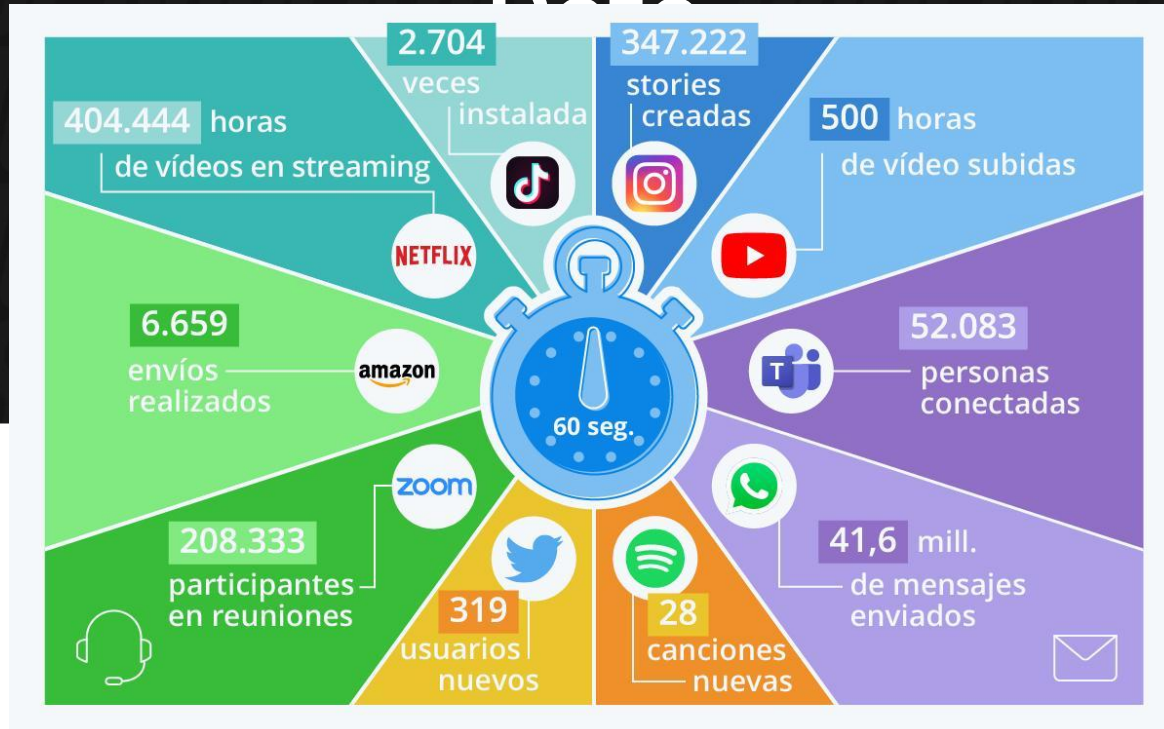 2.704
veces
instalada
347.222
stories
creadas
404.444 horas
de vídeos en streaming
500 horas
de vídeo subidas
NETFLIX
6.659
envíos
realizados
amazon
52.083
personas
conectadas
T
60 seg.
zoom
208.333
participantes
en reuniones
319
usuarios
nuevos
28
canciones
nuevas
41,6 mill.
de mensajes
enviados